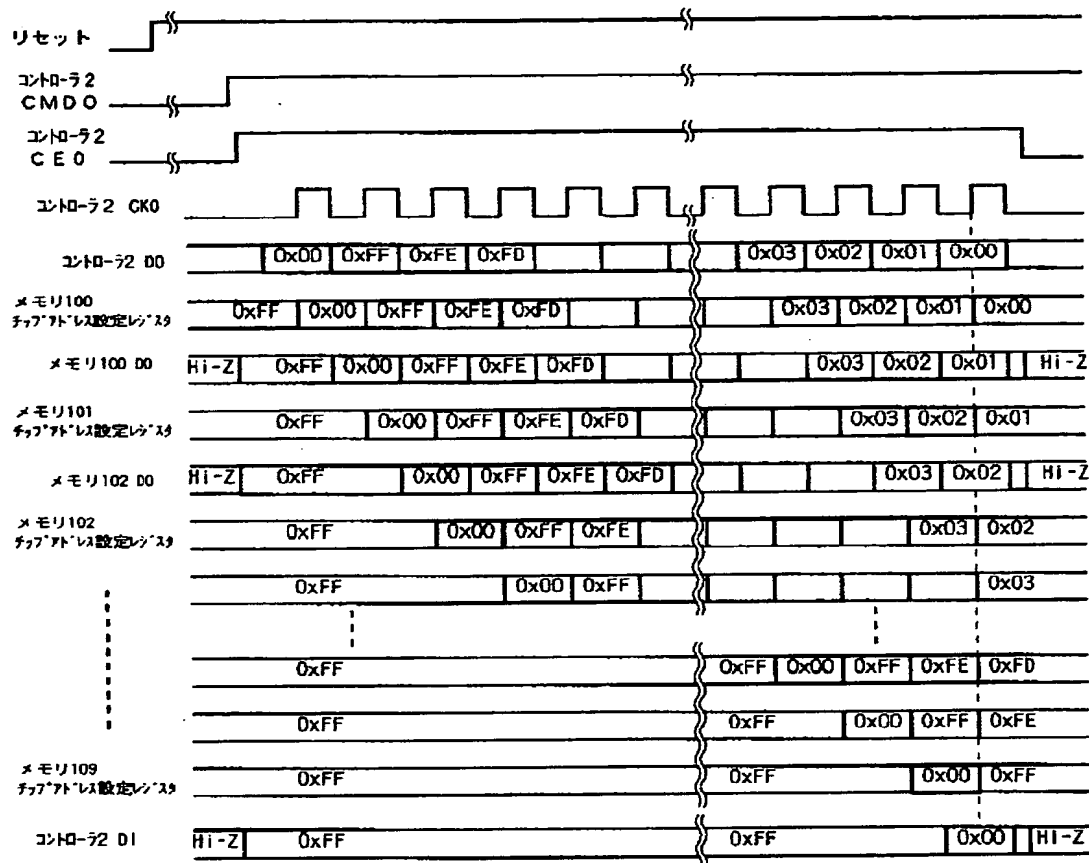 リセット
コントローラ2
CMD0
コントローラ2
CE0
コントローラ2 CK0
コントローラ2 D0 0x00 0xFF 0xFE 0xFD 0x03 0x02 0x01 0x00
メモリ100
チップアドレス設定レジスタ 0xFF 0x00 0xFF 0xFE 0xFD 0x03 0x02 0x01 0x00
メモリ100 D0 Hi-Z 0xFF 0x00 0xFF 0xFE 0xFD 0x03 0x02 0x01 Hi-Z
メモリ101
チップアドレス設定レジスタ 0xFF 0x00 0xFF 0xFE 0xFD 0x03 0x02 0x01
メモリ102 D0 Hi-Z 0xFF 0x00 0xFF 0xFE 0xFD 0x03 0x02 Hi-Z
メモリ102
チップアドレス設定レジスタ 0xFF 0x00 0xFF 0xFE 0x03 0x02
0xFF 0x00 0xFF 0x03
0xFF 0xFF 0x00 0xFF 0xFE 0xFD
0xFF 0xFF 0x00 0xFF 0xFE
メモリ109
チップアドレス設定レジスタ 0xFF 0xFF 0x00 0xFF
コントローラ2 DI Hi-Z 0xFF 0xFF 0x00 Hi-Z